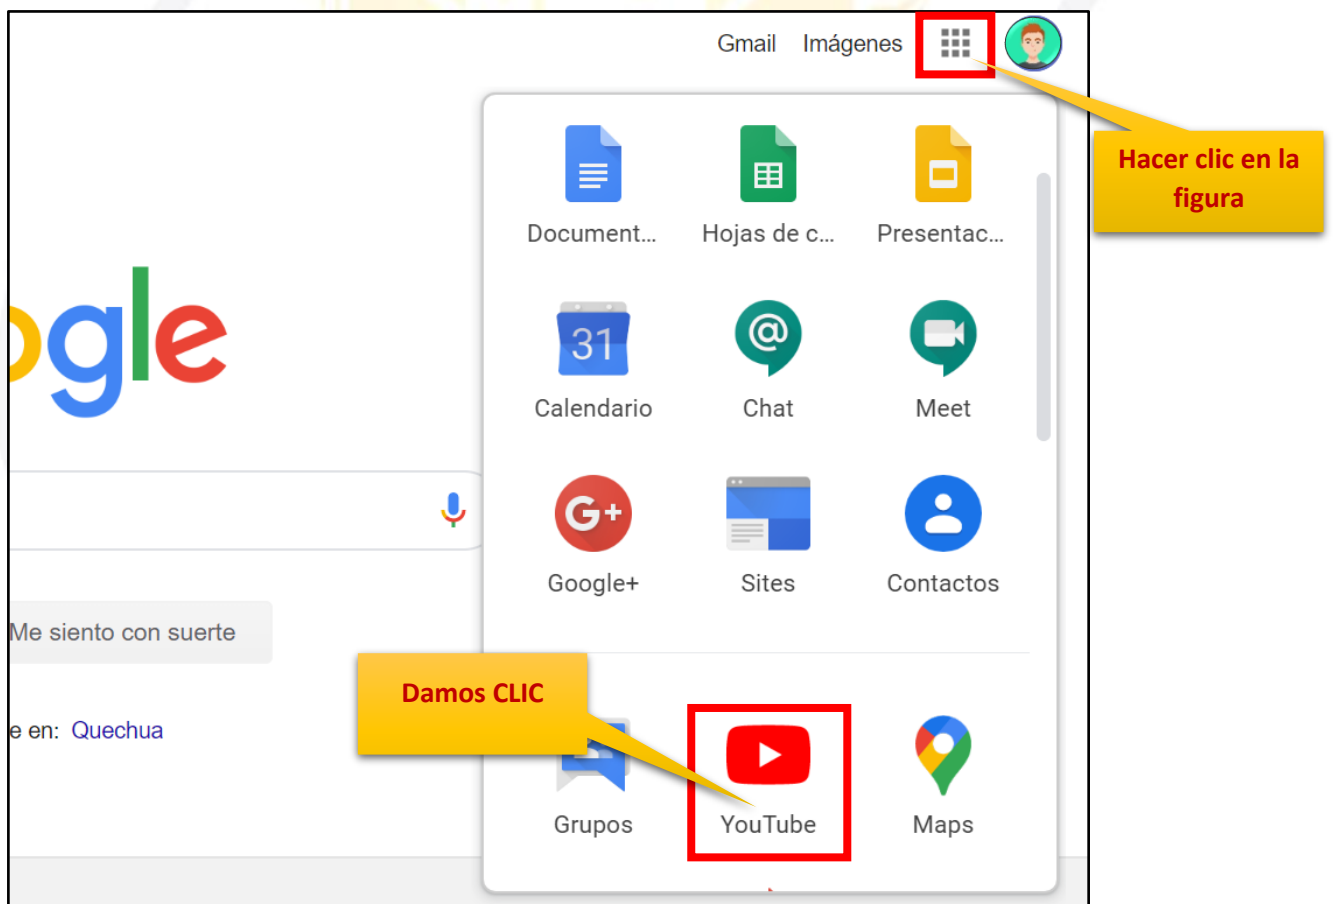 Gmail Imágenes
Hacer clic en la
figura
Document... Hojas de c... Presentac...
31
Calendario Chat Meet
ogle
G+
Google+ Sites Contactos
Me siento con suerte
Damos CLIC
e en: Quechua
Grupos YouTube Maps